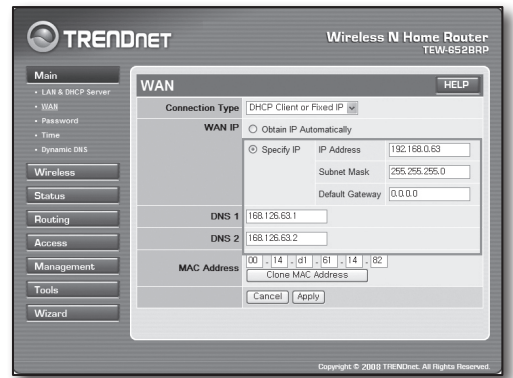 TRENDNET
Wireless N Home Router
TEW-652BRP
Main
• LAN & DHCP Server
• WAN
• Password
• Time
• Dynamic DNS
Wireless
Status
Routing
Access
Management
Tools
Wizard
WAN
HELP
Connection Type DHCP Client or Fixed IP
WAN IP Obtain IP Automatically
Specify IP IP Address 192.168.0.63
Subnet Mask 255.255.255.0
Default Gateway 0.0.0.0
DNS 1 168.126.63.1
DNS 2 168.126.63.2
MAC Address 00 - 14 - d1 - 61 - 14 - 82
Clone MAC Address
Cancel Apply
Copyright © 2008 TRENDnet. All Rights Reserved.